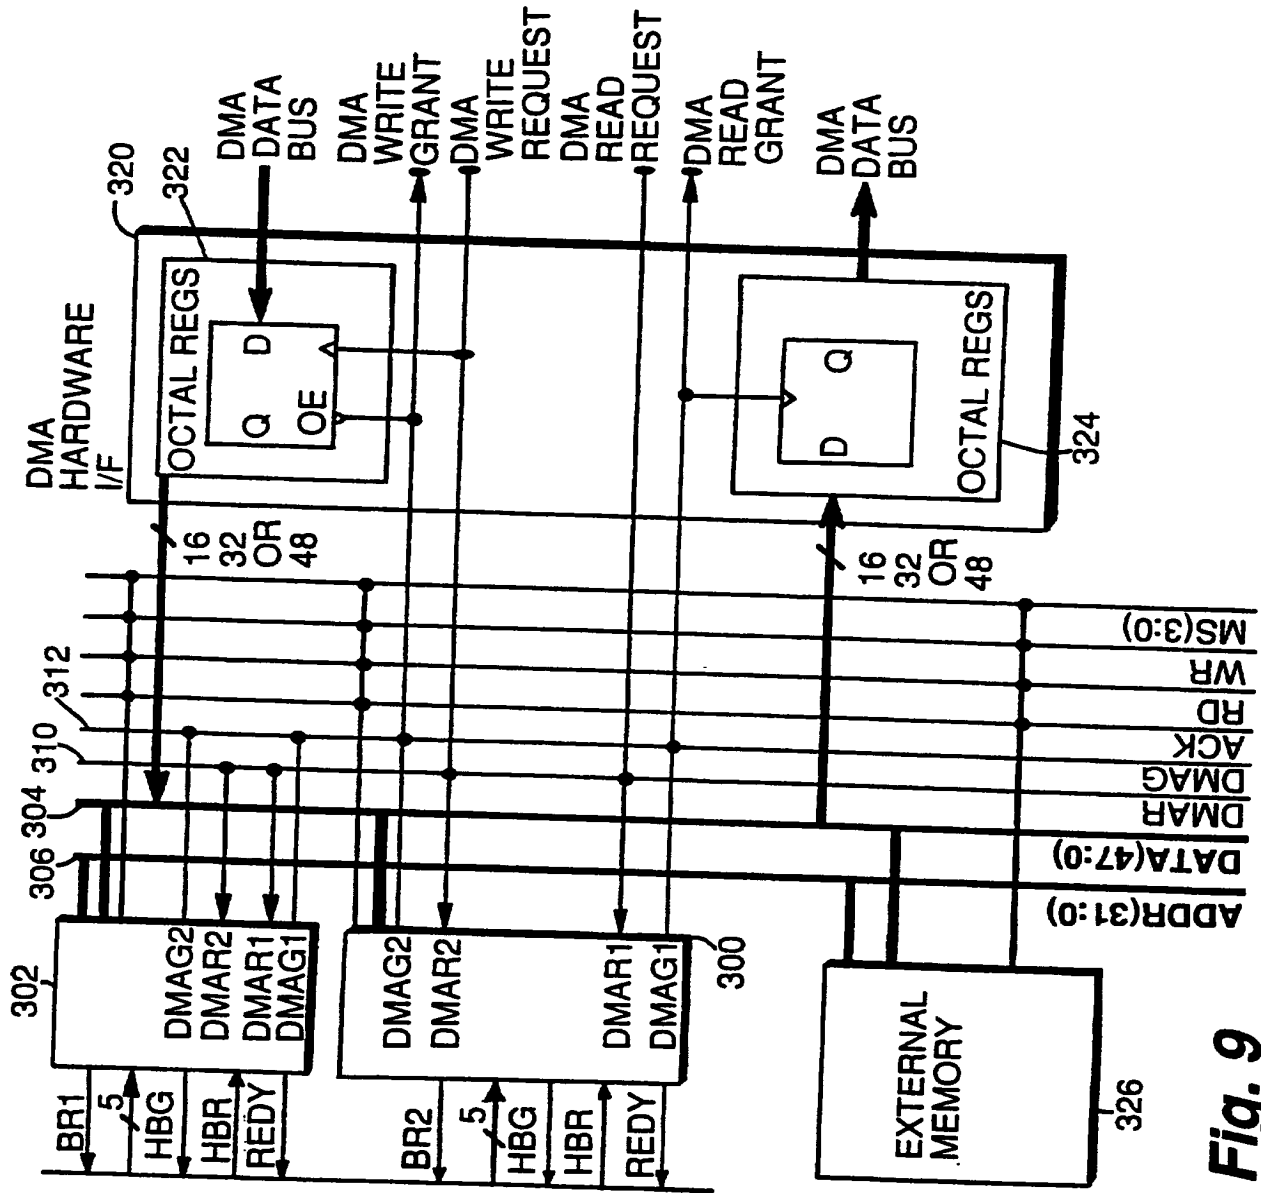 DMA
HARDWARE
I/F
320
322
OCTAL REGS
Q
D
OE
DMA
DATA
BUS
DMA
WRITE
GRANT
DMA
WRITE
REQUEST
DMA
READ
REQUEST
DMA
READ
GRANT
DMA
DATA
BUS
D
Q
OCTAL REGS
324
16
32
OR
48
16
32
OR
48
312
310
304
306
MS(3:0)
WR
RD
ACK
DMAG
DMAR
DATA(47:0)
ADDR(31:0)
302
DMAG2
DMAR2
DMAR1
DMAG1
DMAG2
DMAR2
DMAR1
DMAG1
300
BR1
5
HBG
HBR
REDY
BR2
5
HBG
HBR
REDY
EXTERNAL
MEMORY
326
Fig. 9